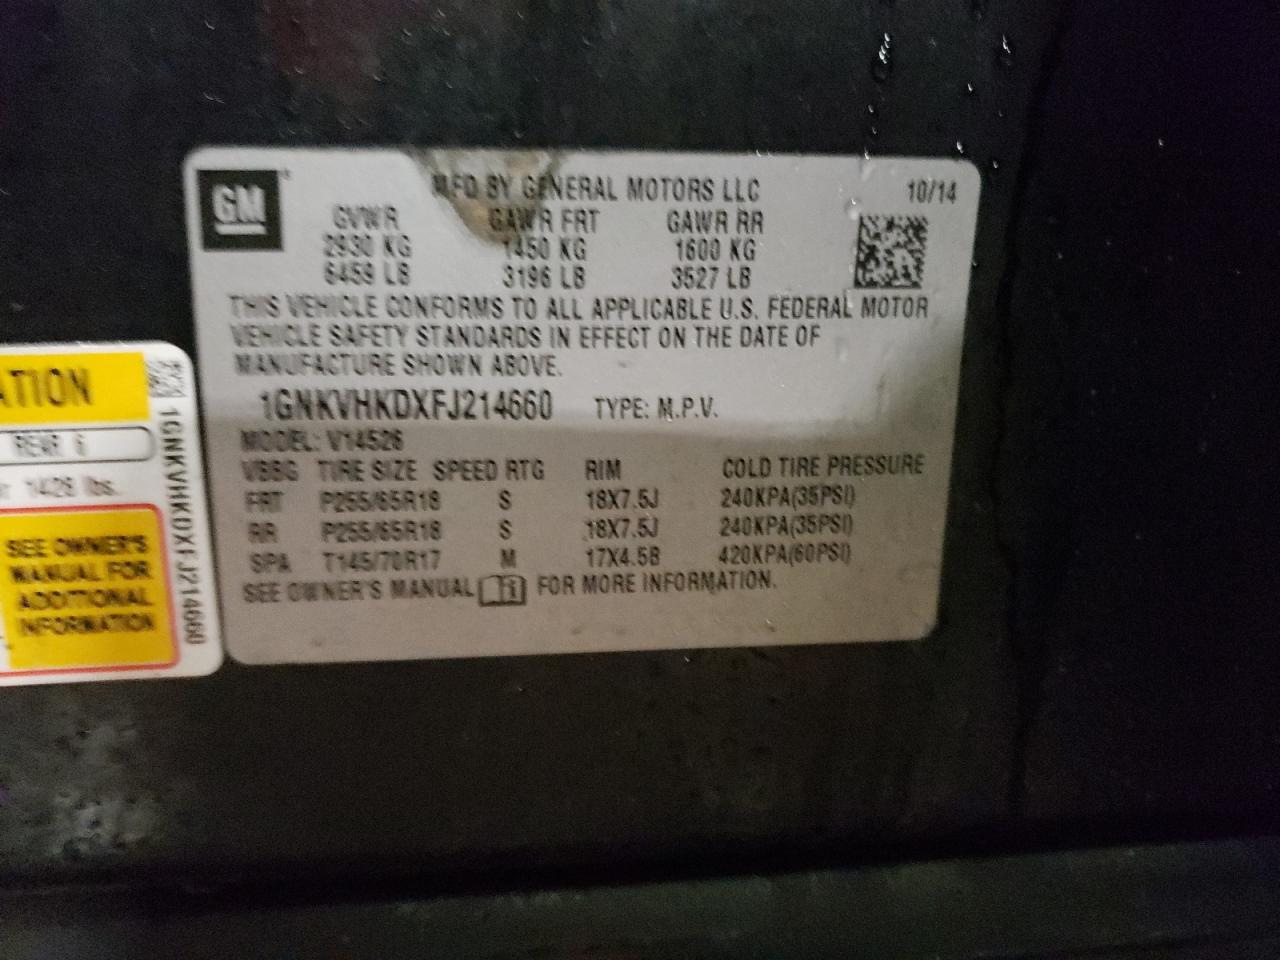 GM
MFD BY GENERAL MOTORS LLC 10/14
GVWR GAWR FRT GAWR RR
2930 KG 1450 KG 1600 KG
6459 LB 3196 LB 3527 LB
THIS VEHICLE CONFORMS TO ALL APPLICABLE U.S. FEDERAL MOTOR
VEHICLE SAFETY STANDARDS IN EFFECT ON THE DATE OF
MANUFACTURE SHOWN ABOVE.
1GNKVHKDXFJ214660 TYPE: M.P.V.
MODEL: V14526
VBBG TIRE SIZE SPEED RTG RIM COLD TIRE PRESSURE
FRT P255/65R18 S 18X7.5J 240KPA(35PSI)
RR P255/65R18 S 18X7.5J 240KPA(35PSI)
SPA T145/70R17 M 17X4.5B 420KPA(60PSI)
SEE OWNER'S MANUAL FOR MORE INFORMATION.
ATION
REAR 6
1428 lbs.
SEE OWNER'S
MANUAL FOR
ADDITIONAL
INFORMATION
1GNKVHKDXFJ214660